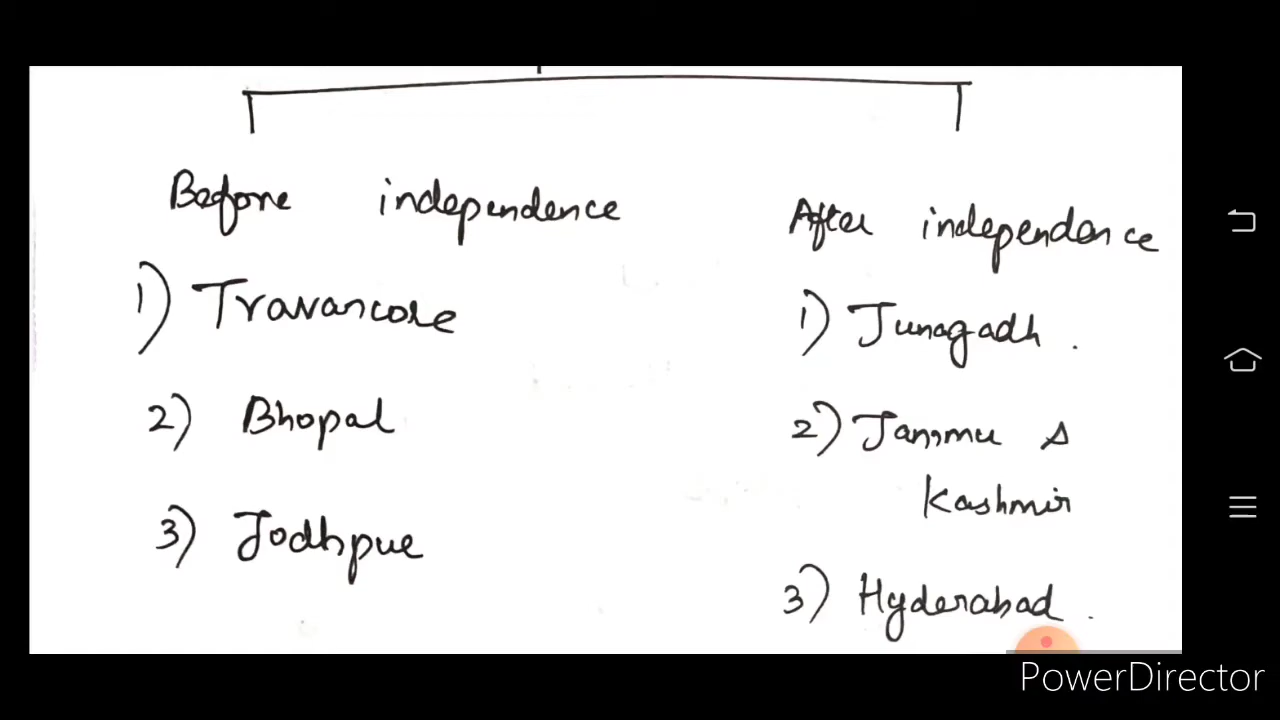 Before independence
1) Travancore
2) Bhopal
3) Jodhpur
After independence
1) Junagadh.
2) Jammu &
Kashmir
3) Hyderabad.
PowerDirector